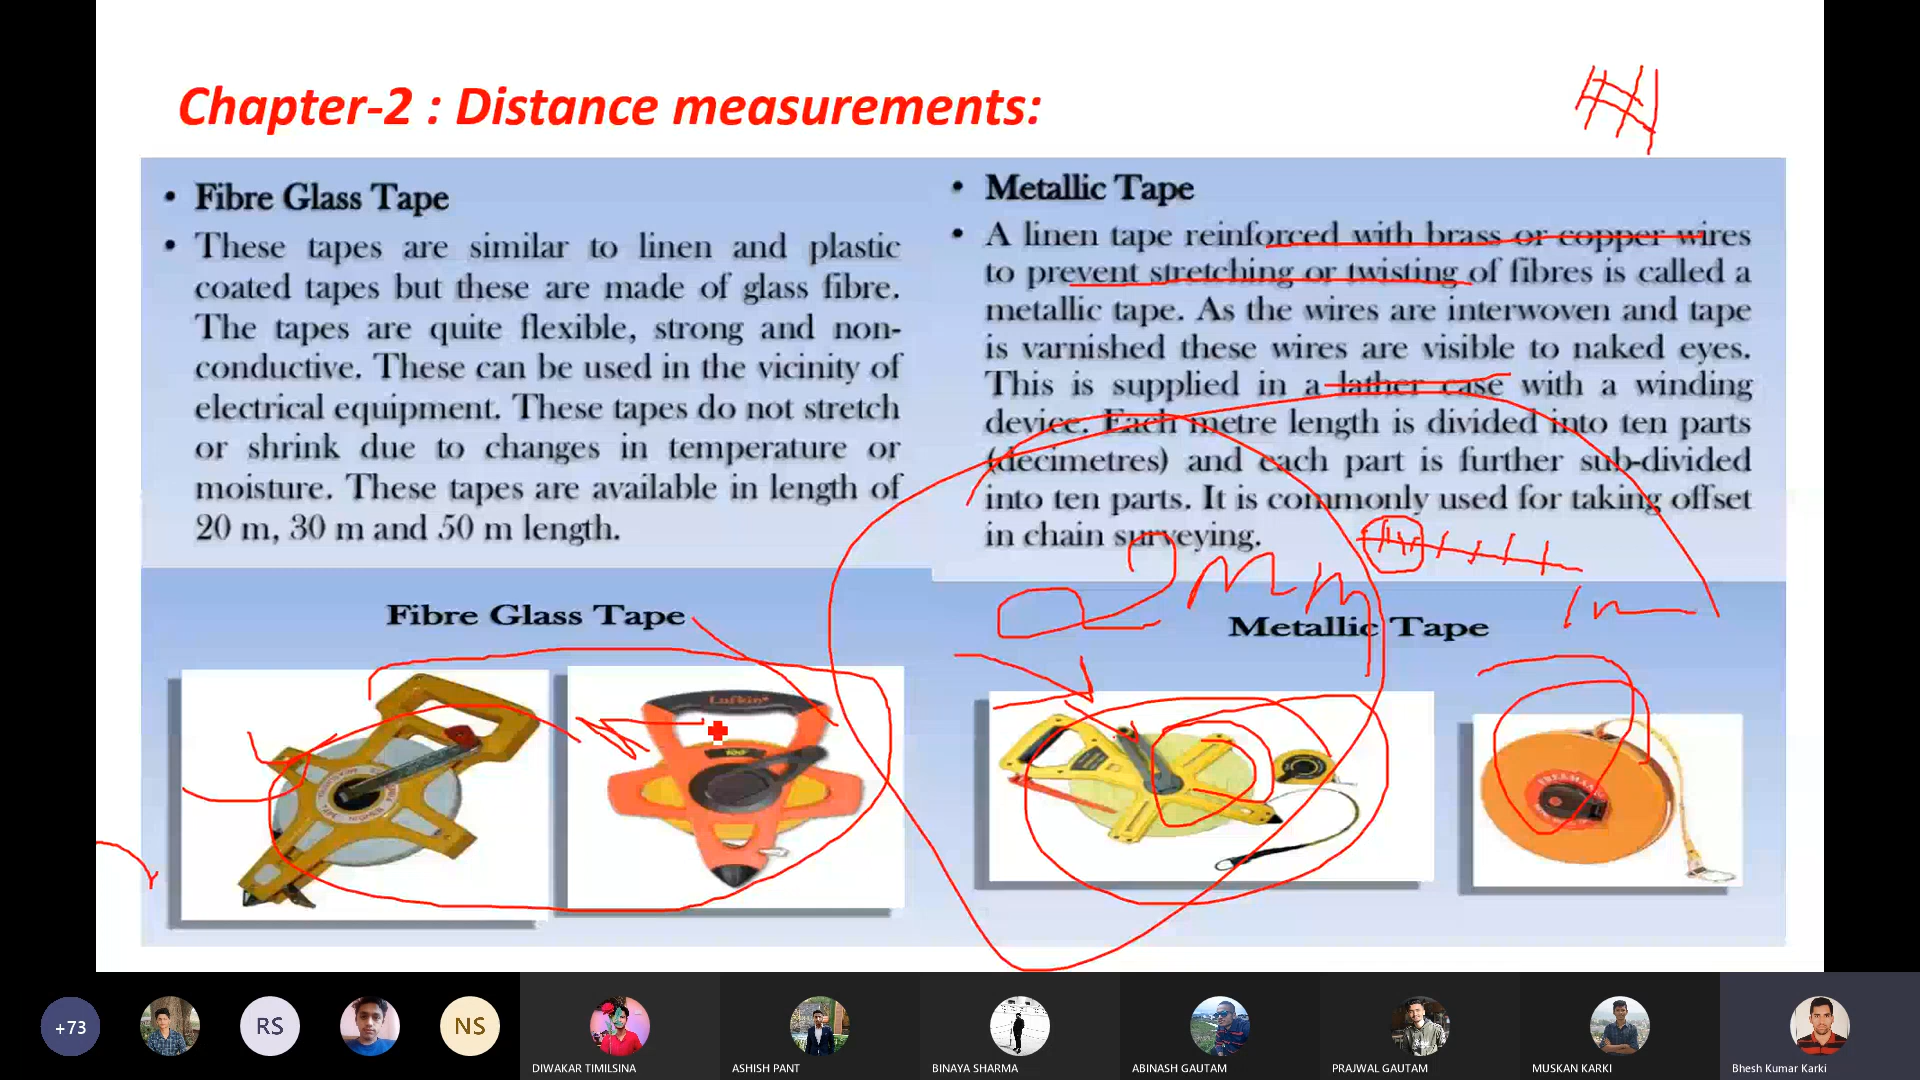 Chapter-2 : Distance measurements:
• Fibre Glass Tape
• These tapes are similar to linen and plastic
coated tapes but these are made of glass fibre.
The tapes are quite flexible, strong and non-
conductive. These can be used in the vicinity of
electrical equipment. These tapes do not stretch
or shrink due to changes in temperature or
moisture. These tapes are available in length of
20 m, 30 m and 50 m length.
• Metallic Tape
• A linen tape reinforced with brass or copper wires
to prevent stretching or twisting of fibres is called a
metallic tape. As the wires are interwoven and tape
is varnished these wires are visible to naked eyes.
This is supplied in a lather case with a winding
device. Each metre length is divided into ten parts
(decimetres) and each part is further sub-divided
into ten parts. It is commonly used for taking offset
in chain surveying.
2mm
1m
Fibre Glass Tape
Metallic Tape
Lufkin
+73
RS
NS
DIWAKAR TIMILSINA
ASHISH PANT
BINAYA SHARMA
ABINASH GAUTAM
PRAJWAL GAUTAM
MUSKAN KARKI
Bhesh Kumar Karki